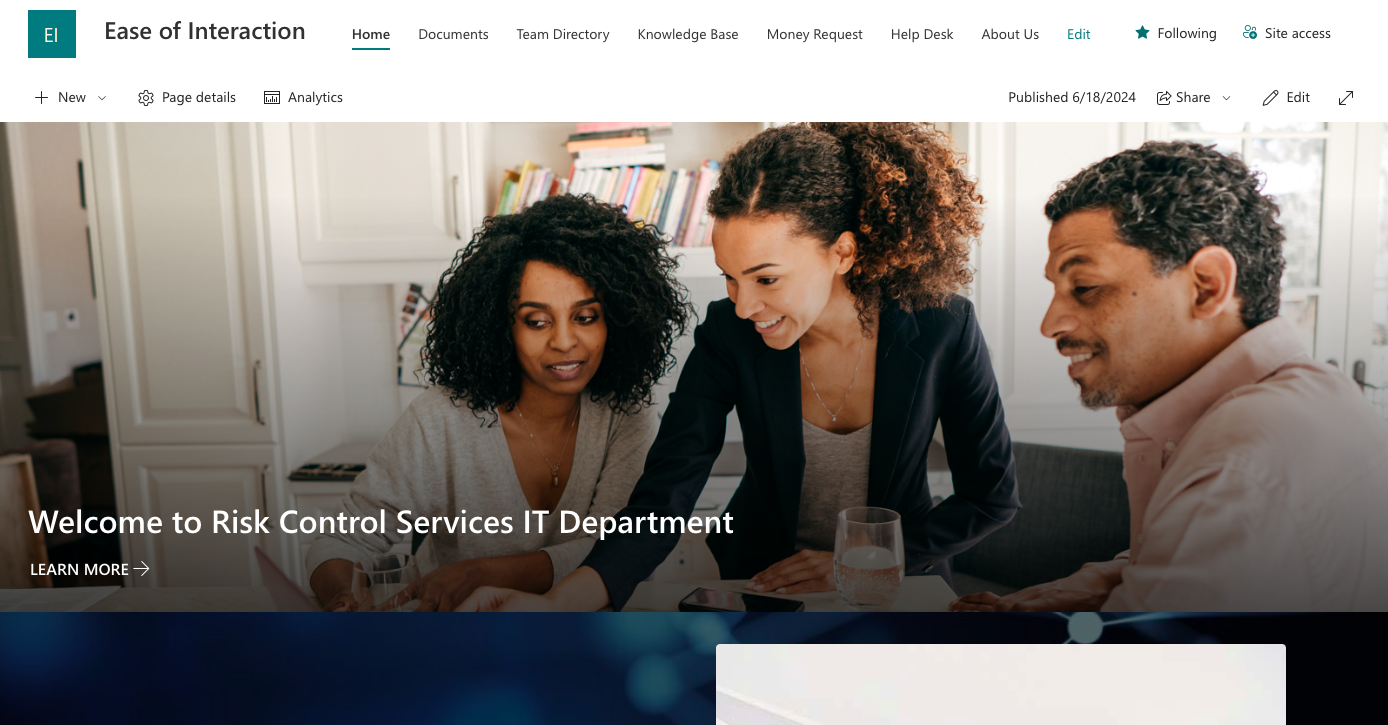 EI
Ease of Interaction
Home Documents Team Directory Knowledge Base Money Request Help Desk About Us Edit
Following Site access
New Page details Analytics
Published 6/18/2024 Share Edit
Welcome to Risk Control Services IT Department
LEARN MORE